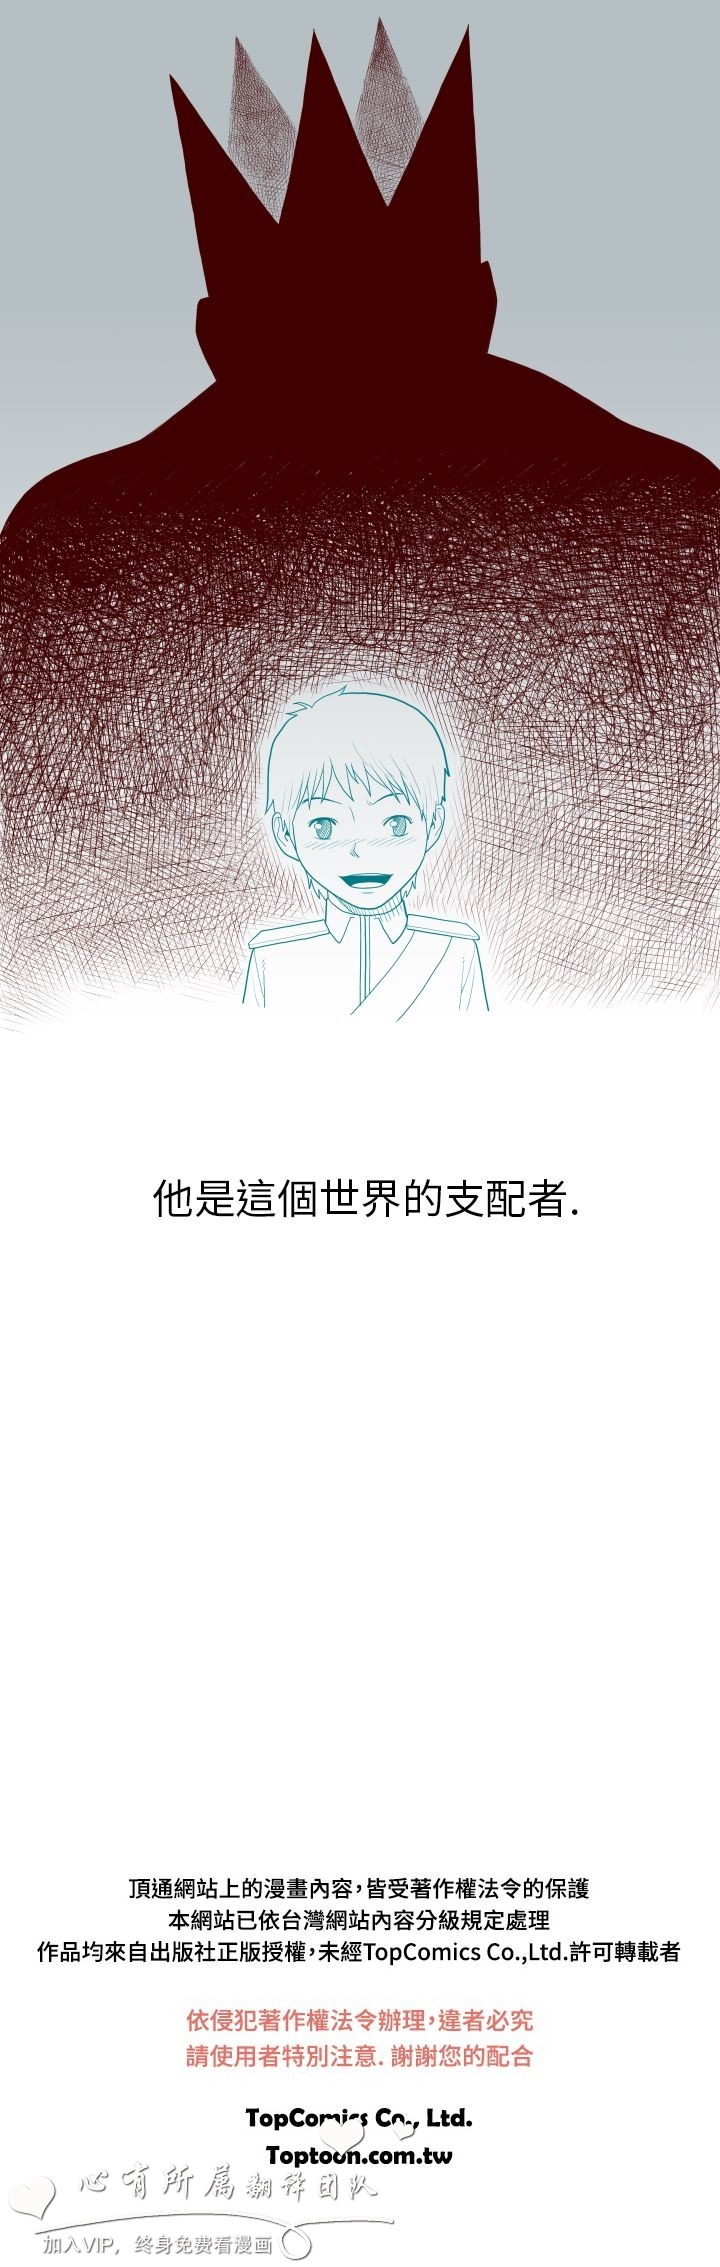 他是這個世界的支配者.
頂通網站上的漫畫內容,皆受著作權法令的保護
本網站已依台灣網站內容分級規定處理
作品均來自出版社正版授權,未經TopComics Co.,Ltd.許可轉載者
依侵犯著作權法令辦理,違者必究
請使用者特別注意. 謝謝您的配合
TopComics Co., Ltd.
Toptoon.com.tw
心有所属翻译团队
加入VIP，终身免费看漫画